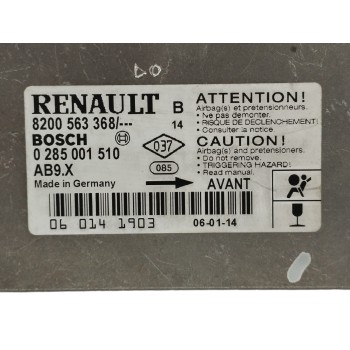 DO
RENAULT B
8200 563 368/--- 14
BOSCH
0 285 001 510
AB9.X
Made in Germany
037
085
AVANT
06 014 1903
06-01-14
ATTENTION!
Airbag(s) et pretensionneurs.
• Ne pas démonter.
• RISQUE DE DECLENCHEMENT!
• Consulter la notice.
CAUTION!
Airbag(s) and pretensioners.
• Do not remove.
• TRIGGERING HAZARD!
• Read manual.